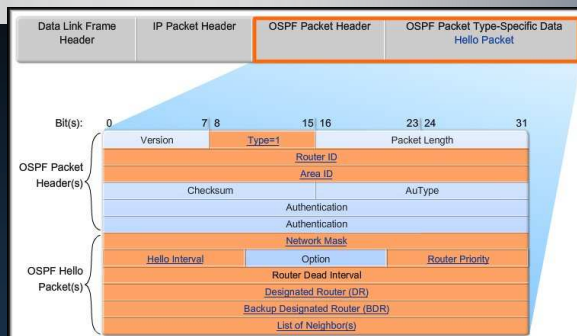 Data Link Frame Header
IP Packet Header
OSPF Packet Header
OSPF Packet Type-Specific Data
Hello Packet
Bit(s): 0 7 8 15 16 23 24 31
Version Type=1 Packet Length
Router ID
OSPF Packet Header(s)
Area ID
Checksum AuType
Authentication
Authentication
Network Mask
Hello Interval Option Router Priority
OSPF Hello Packet(s)
Router Dead Interval
Designated Router (DR)
Backup Designated Router (BDR)
List of Neighbor(s)